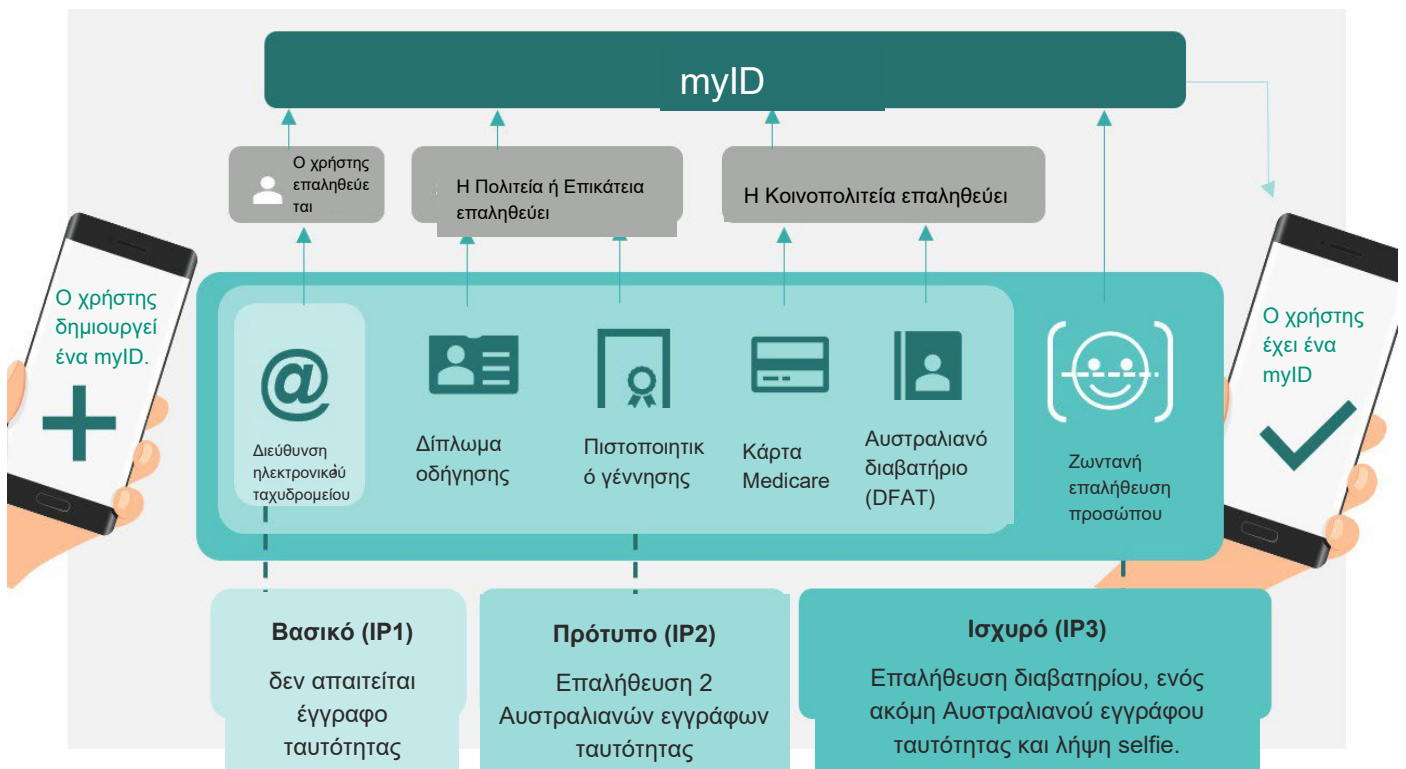 myID
Ο χρήστης
επαληθεύε
ται
Η Πολιτεία ή Επικάτεια
επαληθεύει
Η Κοινοπολιτεία επαληθεύει
Ο χρήστης
δημιουργεί
ένα myID.
@
Διεύθυνση
ηλεκτρονικού
ταχυδρομείου
Δίπλωμα
οδήγησης
Πιστοποιητικ
ό γέννησης
Κάρτα
Medicare
Αυστραλιανό
διαβατήριο
(DFAT)
Ζωντανή
επαλήθευση
προσώπου
Ο χρήστης
έχει ένα
myID
Βασικό (IP1)
δεν απαιτείται
έγγραφο
ταυτότητας
Πρότυπο (IP2)
Επαλήθευση 2
Αυστραλιανών εγγράφων
ταυτότητας
Ισχυρό (IP3)
Επαλήθευση διαβατηρίου, ενός
ακόμη Αυστραλιανού εγγράφου
ταυτότητας και λήψη selfie.